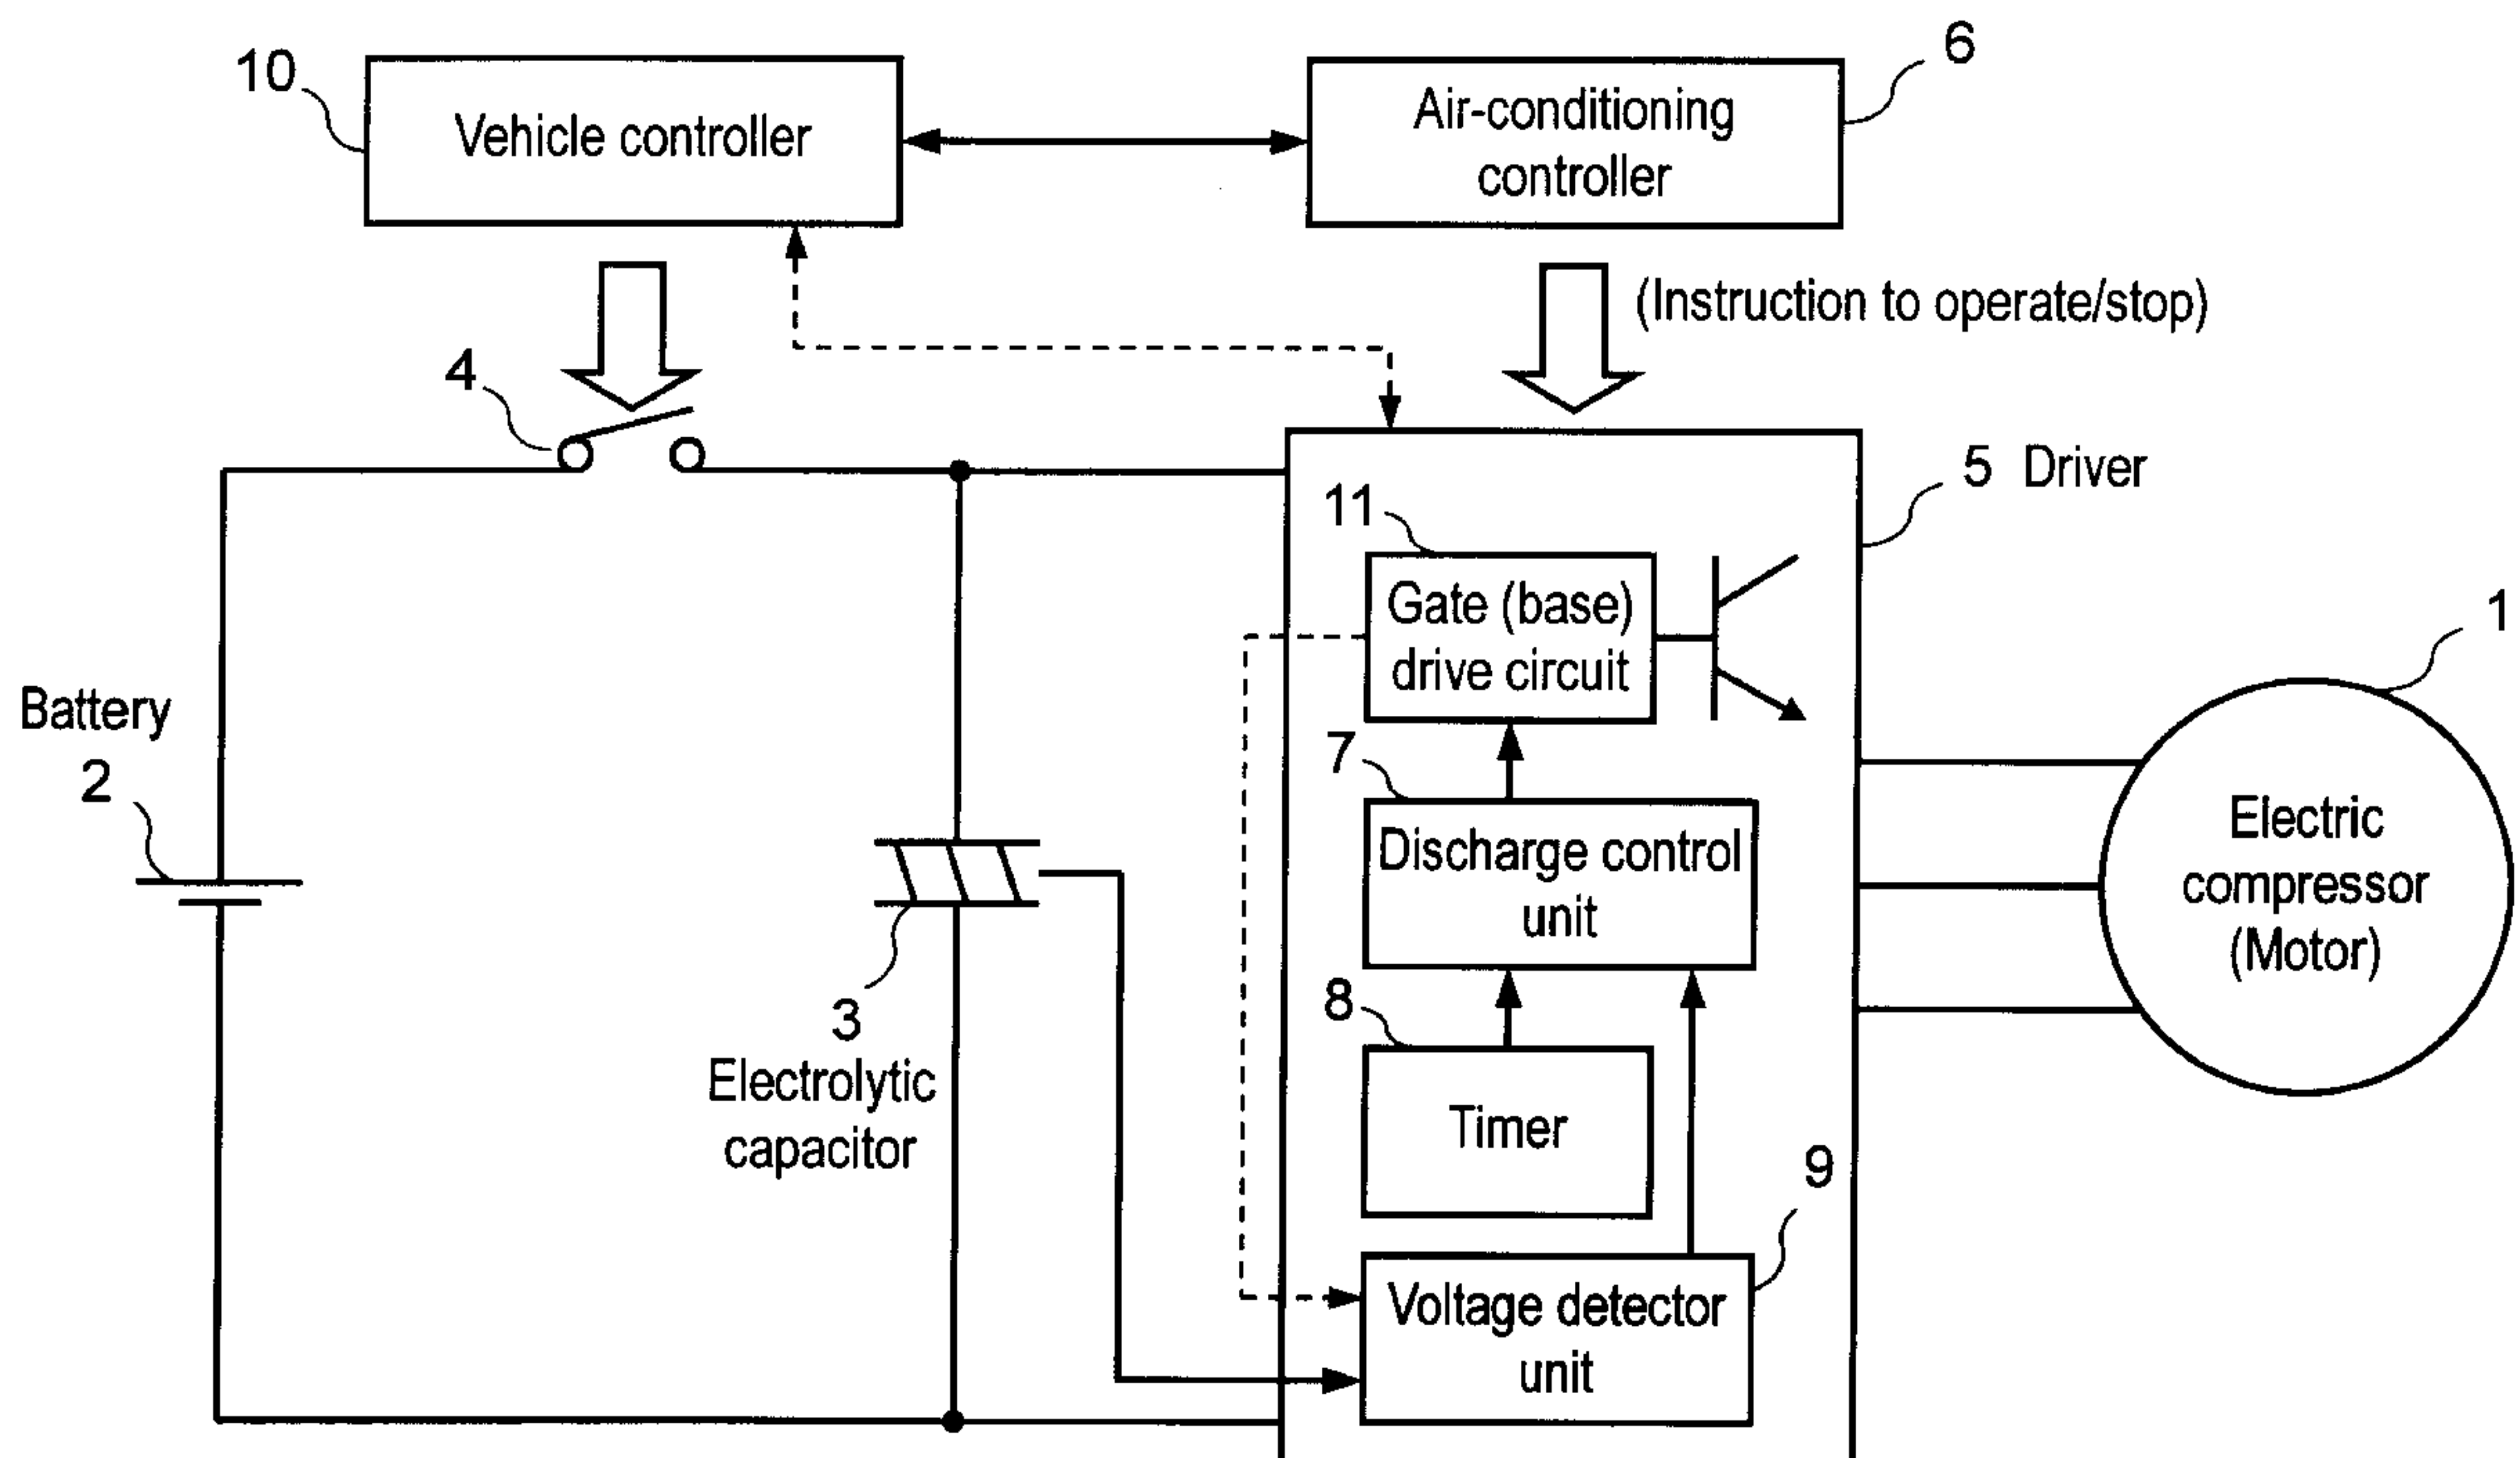 10
Vehicle controller
6
Air-conditioning
controller
(Instruction to operate/stop)
4
5 Driver
11
Gate (base)
drive circuit
1
Battery
2
7
Discharge control
unit
Electric
compressor
(Motor)
3
Electrolytic
capacitor
8
Timer
9
Voltage detector
unit